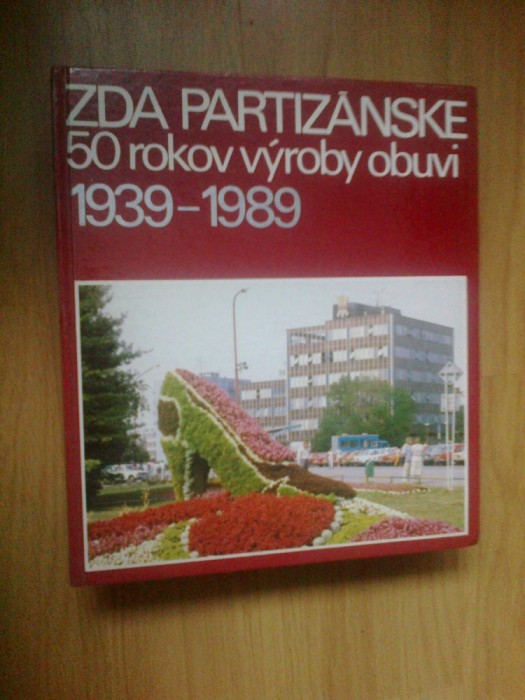 ZDA PARTIZÁNSKE
50 rokov výroby obuvi
1939-1989